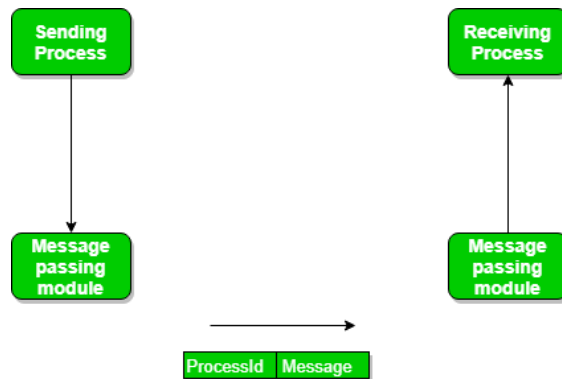 Sending
Process
Receiving
Process
Message
passing
module
Message
passing
module
ProcessId Message